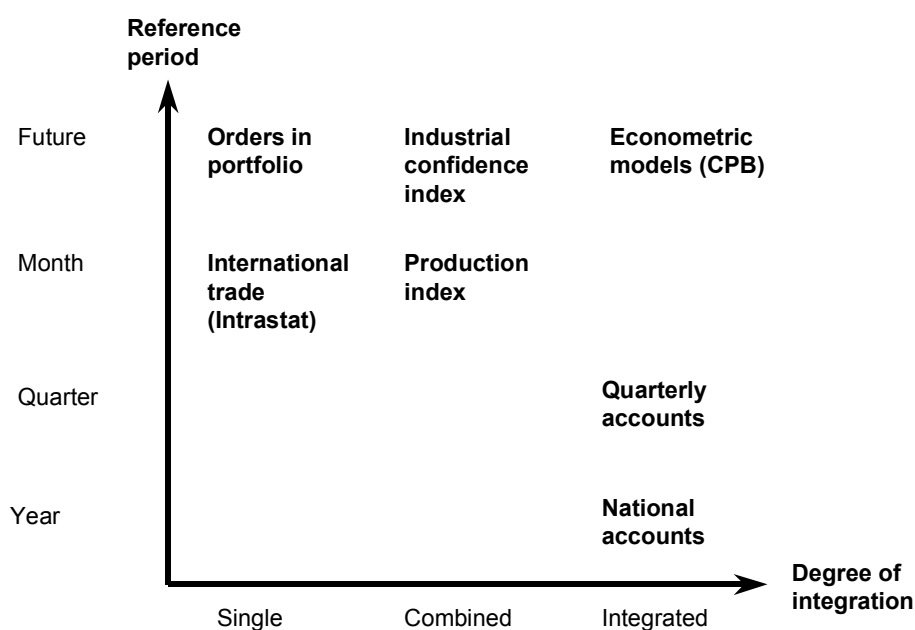 Reference
period
Future
Orders in
portfolio
Industrial
confidence
index
Econometric
models (CPB)
Month
International
trade
(Intrastat)
Production
index
Quarter
Quarterly
accounts
Year
National
accounts
Degree of
integration
Single
Combined
Integrated